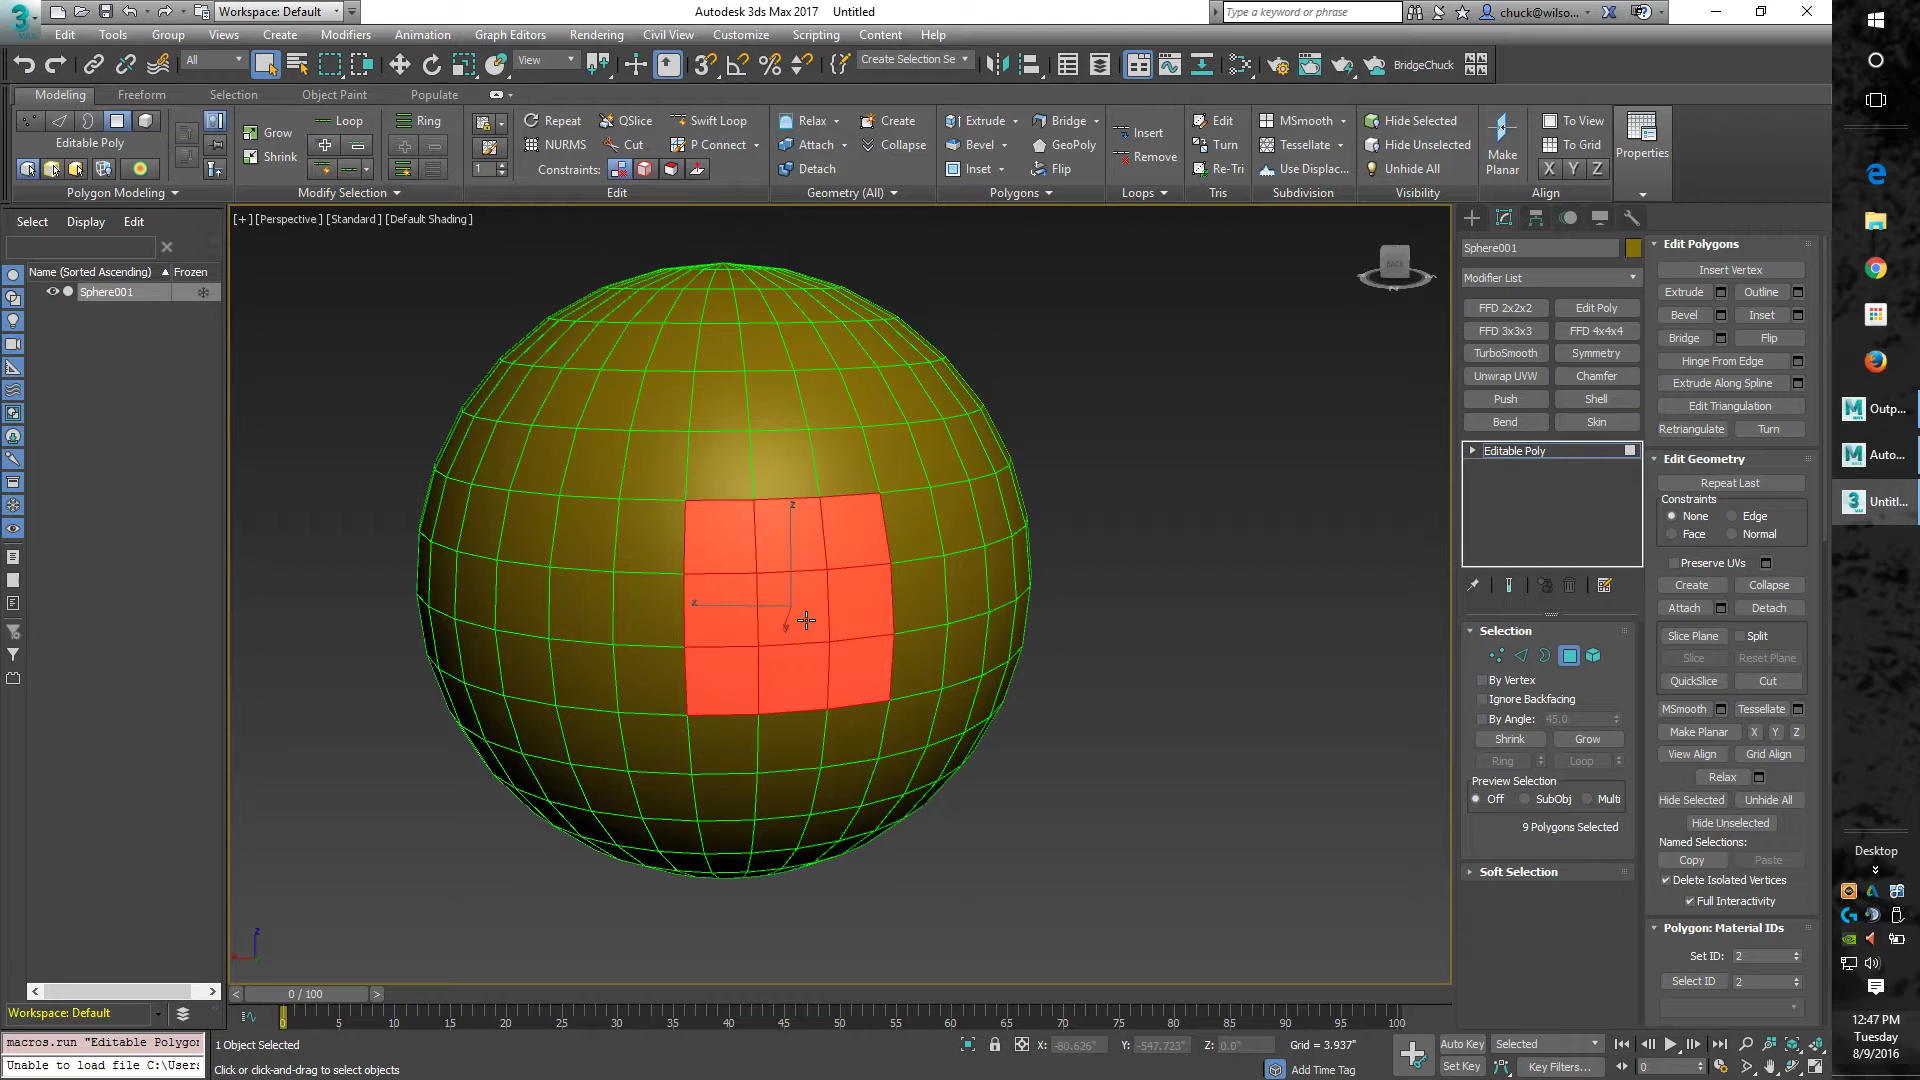 Workspace: Default
Autodesk 3ds Max 2017    Untitled
Type a keyword or phrase
chuck@wilso...
MAX
Edit Tools Group Views Create Modifiers Animation Graph Editors Rendering Civil View Customize Scripting Content Help
All
View
Create Selection Se
BridgeChuck
Modeling Freeform Selection Object Paint Populate
Editable Poly
Polygon Modeling
Grow
Shrink
Loop
Ring
Modify Selection
1
Repeat QSlice Swift Loop
NURMS Cut P Connect
Constraints:
Edit
Relax Create
Attach Collapse
Detach
Geometry (All)
Extrude Bridge
Bevel GeoPoly
Inset Flip
Polygons
Insert
Remove
Loops
Edit
Turn
Re-Tri
Tris
MSmooth
Tessellate
Use Displac...
Subdivision
Hide Selected
Hide Unselected
Unhide All
Visibility
Make
Planar
To View
To Grid
X Y Z
Align
Properties
Select Display Edit
Name (Sorted Ascending) Frozen
Sphere001
[+] [Perspective] [Standard] [Default Shading]
BACK
z
x
y
Sphere001
Modifier List
FFD 2x2x2 Edit Poly
FFD 3x3x3 FFD 4x4x4
TurboSmooth Symmetry
Unwrap UVW Chamfer
Push Shell
Bend Skin
Editable Poly
Selection
By Vertex
Ignore Backfacing
By Angle: 45.0
Shrink Grow
Ring Loop
Preview Selection
Off SubObj Multi
9 Polygons Selected
Soft Selection
Edit Polygons
Insert Vertex
Extrude Outline
Bevel Inset
Bridge Flip
Hinge From Edge
Extrude Along Spline
Edit Triangulation
Retriangulate Turn
Edit Geometry
Repeat Last
Constraints
None Edge
Face Normal
Preserve UVs
Create Collapse
Attach Detach
Slice Plane Split
Slice Reset Plane
QuickSlice Cut
MSmooth Tessellate
Make Planar X Y Z
View Align Grid Align
Relax
Hide Selected Unhide All
Hide Unselected
Named Selections:
Copy Paste
Delete Isolated Vertices
Full Interactivity
Polygon: Material IDs
Set ID: 2
Select ID 2
Outp...
Auto...
Untitl...
Desktop
12:47 PM
Tuesday
8/9/2016
Workspace: Default
0 / 100
0 5 10 15 20 25 30 35 40 45 50 55 60 65 70 75 80 85 90 95 100
macros.run "Editable Polygon
Unable to load file C:\Users
1 Object Selected
Click or click-and-drag to select objects
X: -80.626" Y: -547.723" Z: 0.0" Grid = 3.937"
Add Time Tag
Auto Key Selected
Set Key Key Filters...
0